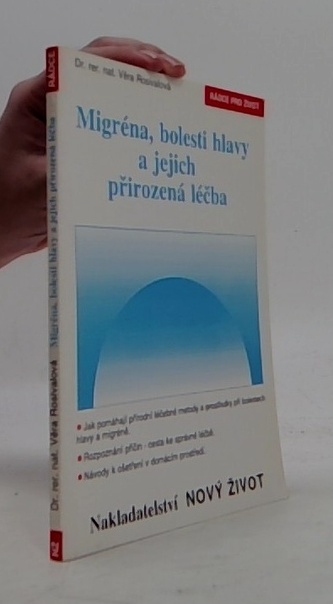 Dr. rer. nat. Věra Rosivalová
RÁDCE PRO ŽIVOT
Migréna, bolesti hlavy
a jejich
přirozená léčba
• Jak pomáhají přírodní léčebné metody a prostředky při bolestech
hlavy a migréně.
• Rozpoznání příčin - cesta ke správné léčbě.
• Návody k ošetření v domácím prostředí.
Nakladatelství NOVÝ ŽIVOT
RÁDCE
Migréna, bolesti hlavy a jejich přirozená léčba
Dr. rer. nat. Věra Rosivalová
NŽ